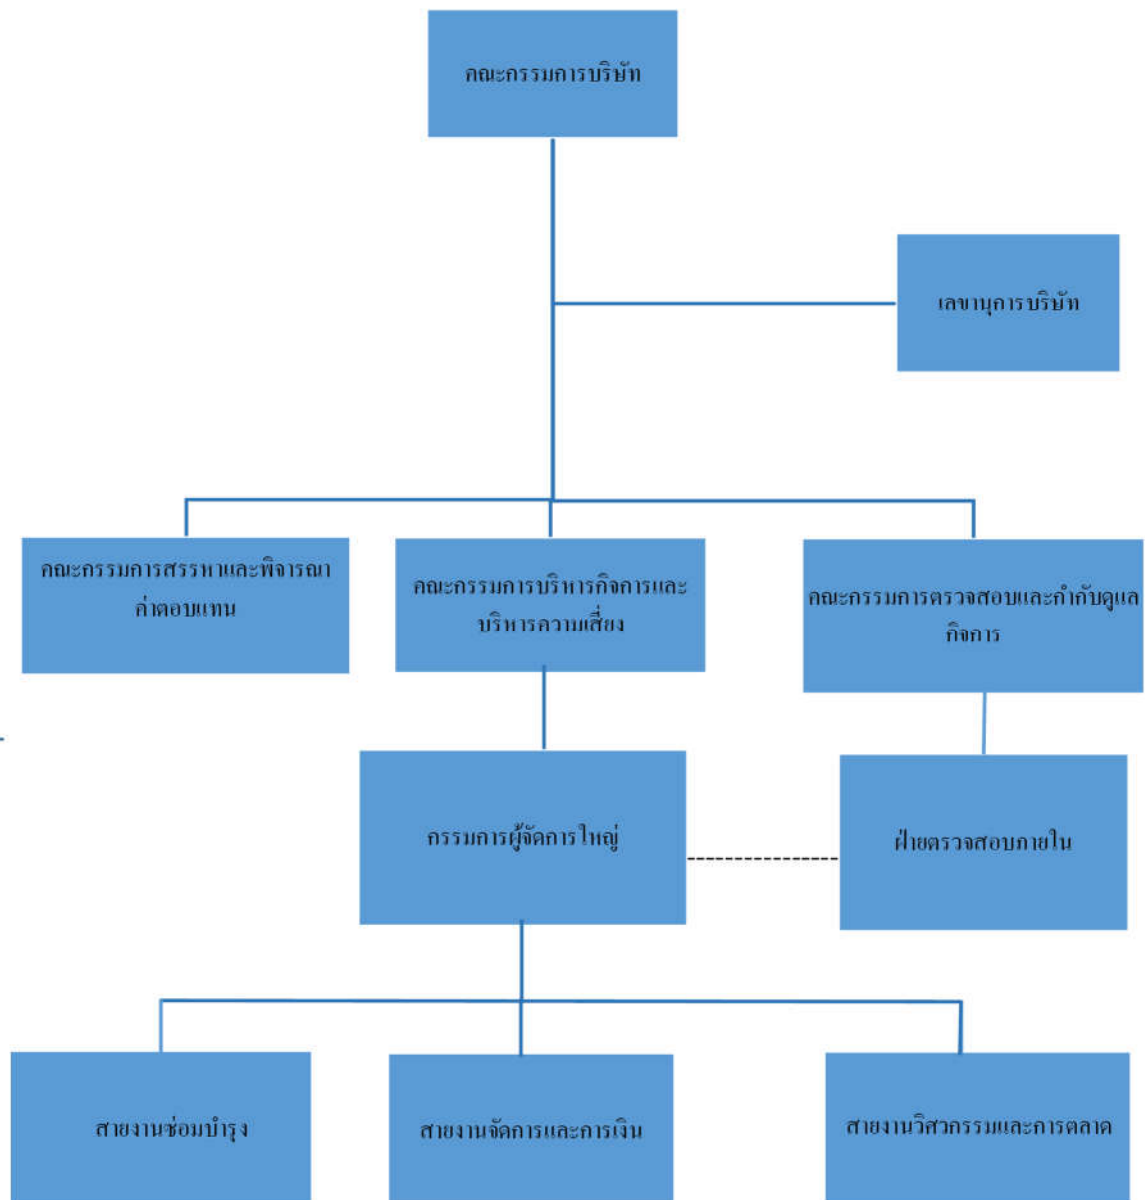 คณะกรรมการบริษัท
เลขานุการบริษัท
คณะกรรมการสรรหาและพิจารณา
ค่าตอบแทน
คณะกรรมการบริหารกิจการและ
บริหารความเสี่ยง
คณะกรรมการตรวจสอบและกำกับดูแล
กิจการ
กรรมการผู้จัดการใหญ่
ฝ่ายตรวจสอบภายใน
สายงานซ่อมบำรุง
สายงานจัดการและการเงิน
สายงานวิศวกรรมและการตลาด